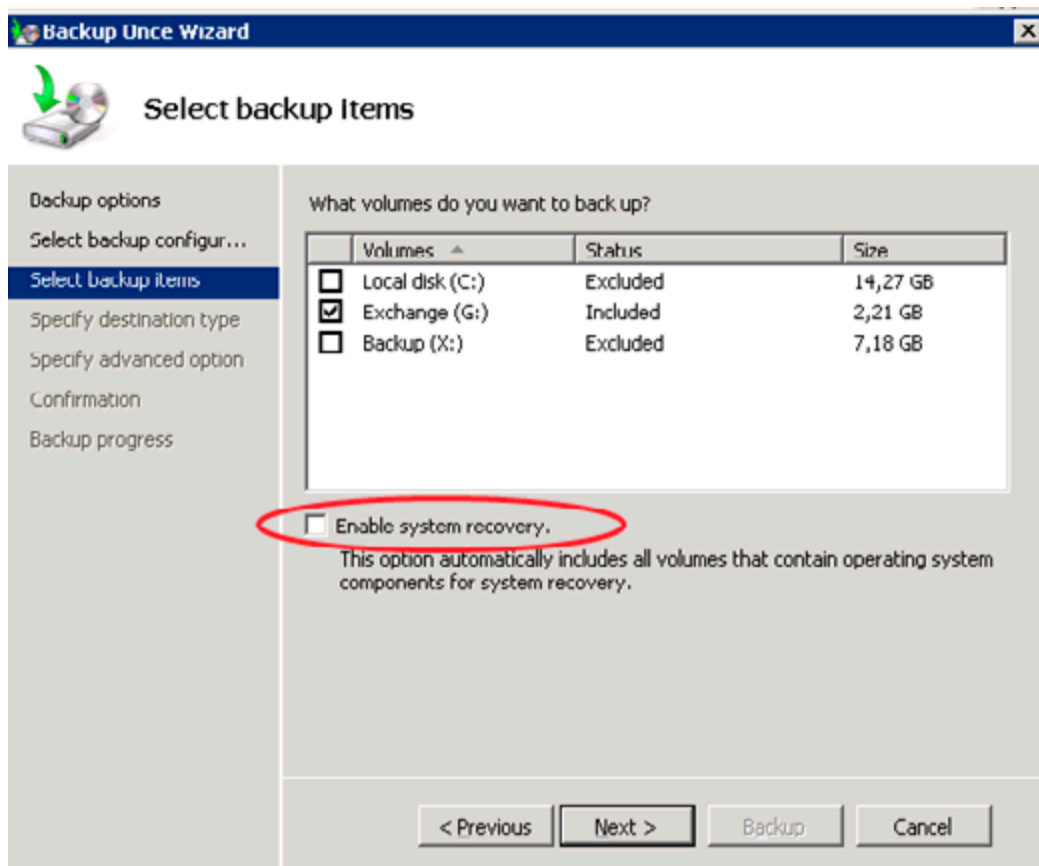 Backup Once Wizard
Select backup items
Backup options
Select backup configur...
Select backup items
Specify destination type
Specify advanced option
Confirmation
Backup progress
What volumes do you want to back up?
Volumes Status Size
Local disk (C:) Excluded 14,27 GB
Exchange (G:) Included 2,21 GB
Backup (X:) Excluded 7,18 GB
Enable system recovery.
This option automatically includes all volumes that contain operating system
components for system recovery.
< Previous Next > Backup Cancel